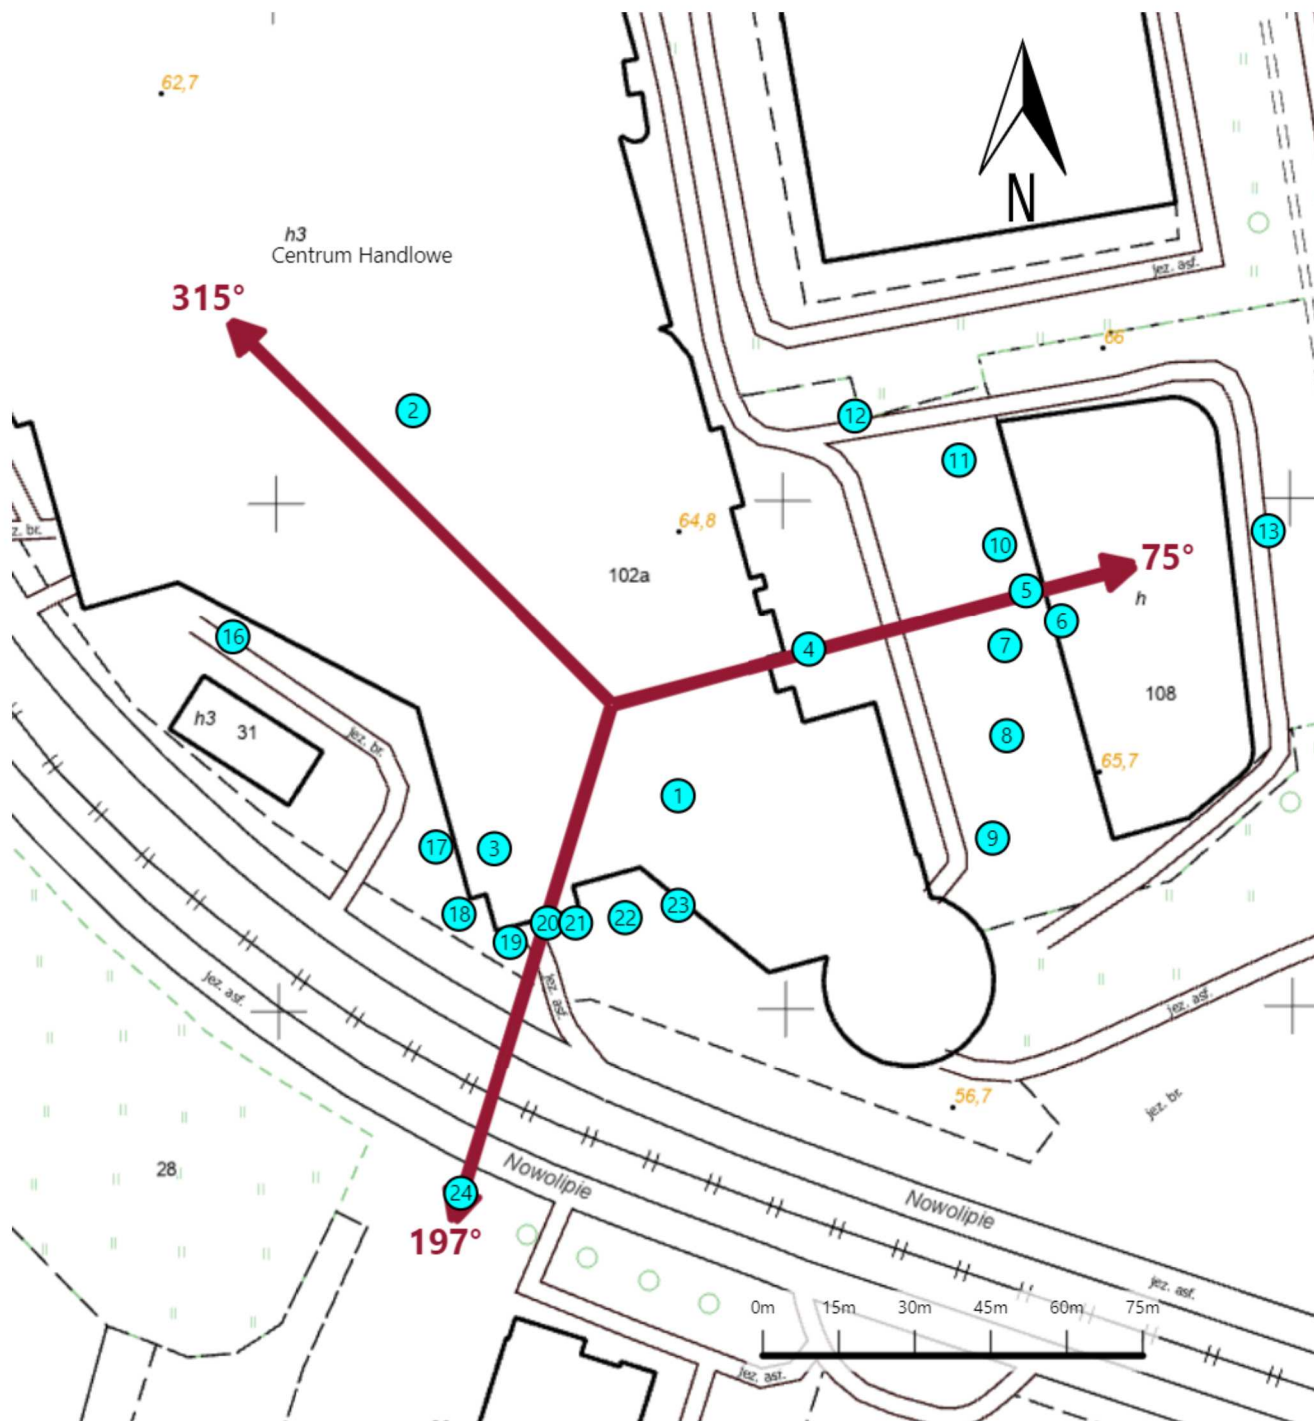 62,7
N
h3
Centrum Handlowe
jez. asf.
315°
66
2
12
11
64,8
z. br.
13
10
102a
75°
5
h
6
16
4
7
108
h3
31
jez. br.
8
65,7
1
17
3
9
18
23
22
20
21
19
jez. asf.
jez. asf.
jez. asf.
56,7
jez. br.
28
Nowolipie
24
Nowolipie
197°
jez. asf.
0m 15m 30m 45m 60m 75m
jez. asf.